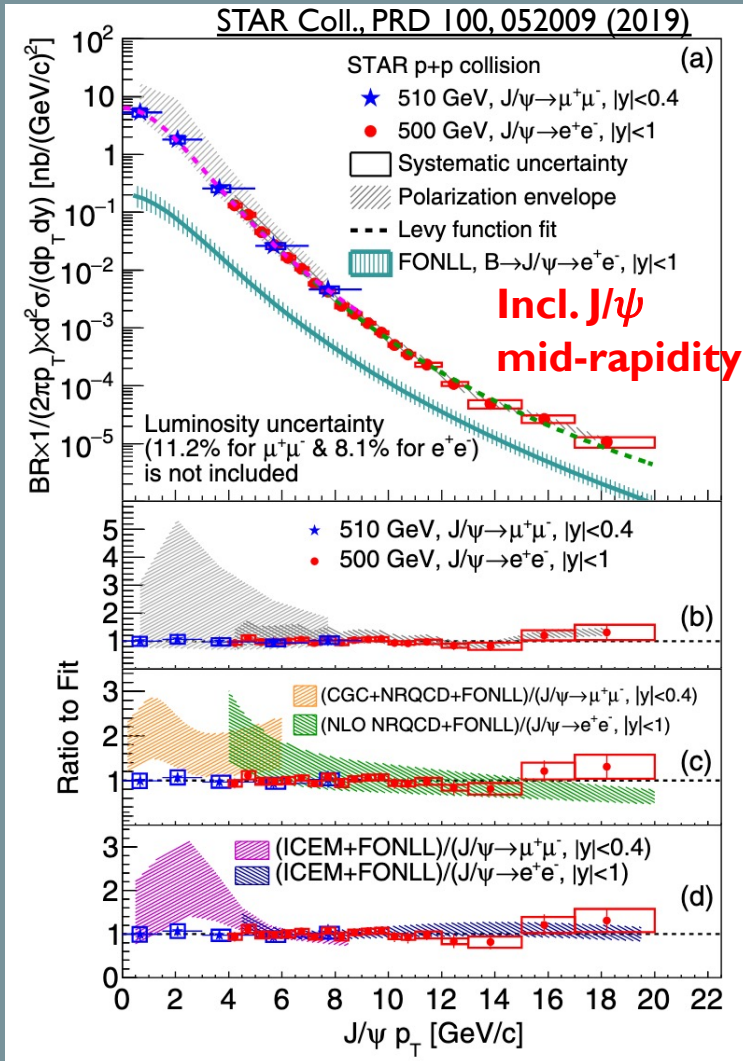 STAR Coll., PRD 100, 052009 (2019)
(a)
STAR p+p collision
510 GeV, J/ψ→μ⁺μ⁻, |y|<0.4
500 GeV, J/ψ→e⁺e⁻, |y|<1
Systematic uncertainty
Polarization envelope
Levy function fit
FONLL, B→J/ψ→e⁺e⁻, |y|<1
Incl. J/ψ
mid-rapidity
Luminosity uncertainty
(11.2% for μ⁺μ⁻ & 8.1% for e⁺e⁻)
is not included
BR×1/(2πp_T)×d²σ/(dp_Tdy) [nb/(GeV/c)²]
10²
10
1
10⁻¹
10⁻²
10⁻³
10⁻⁴
10⁻⁵
510 GeV, J/ψ→μ⁺μ⁻, |y|<0.4
500 GeV, J/ψ→e⁺e⁻, |y|<1
(b)
5
4
3
2
1
Ratio to Fit
(CGC+NRQCD+FONLL)/(J/ψ→μ⁺μ⁻, |y|<0.4)
(NLO NRQCD+FONLL)/(J/ψ→e⁺e⁻, |y|<1)
(c)
3
2
1
(ICEM+FONLL)/(J/ψ→μ⁺μ⁻, |y|<0.4)
(ICEM+FONLL)/(J/ψ→e⁺e⁻, |y|<1)
(d)
3
2
1
0
0 2 4 6 8 10 12 14 16 18 20 22
J/ψ p_T [GeV/c]